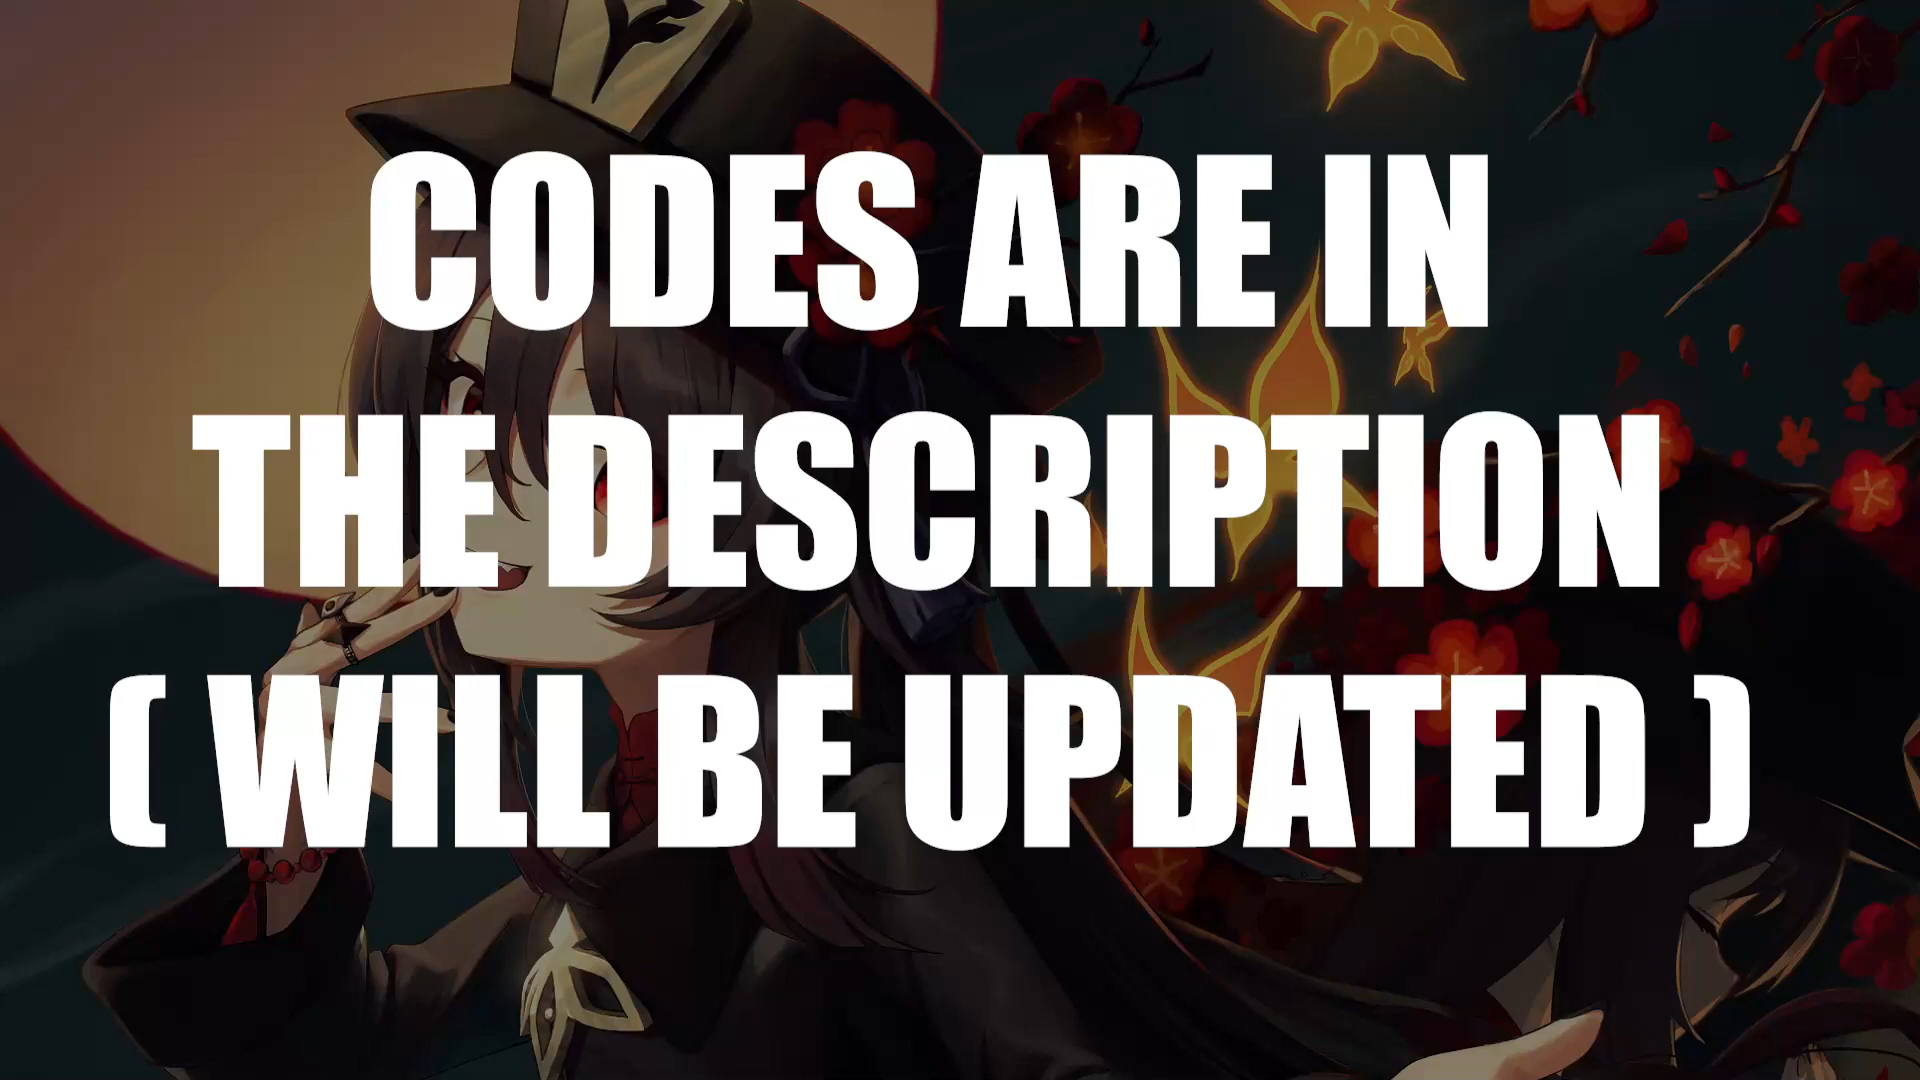 CODES ARE IN
THE DESCRIPTION
( WILL BE UPDATED )